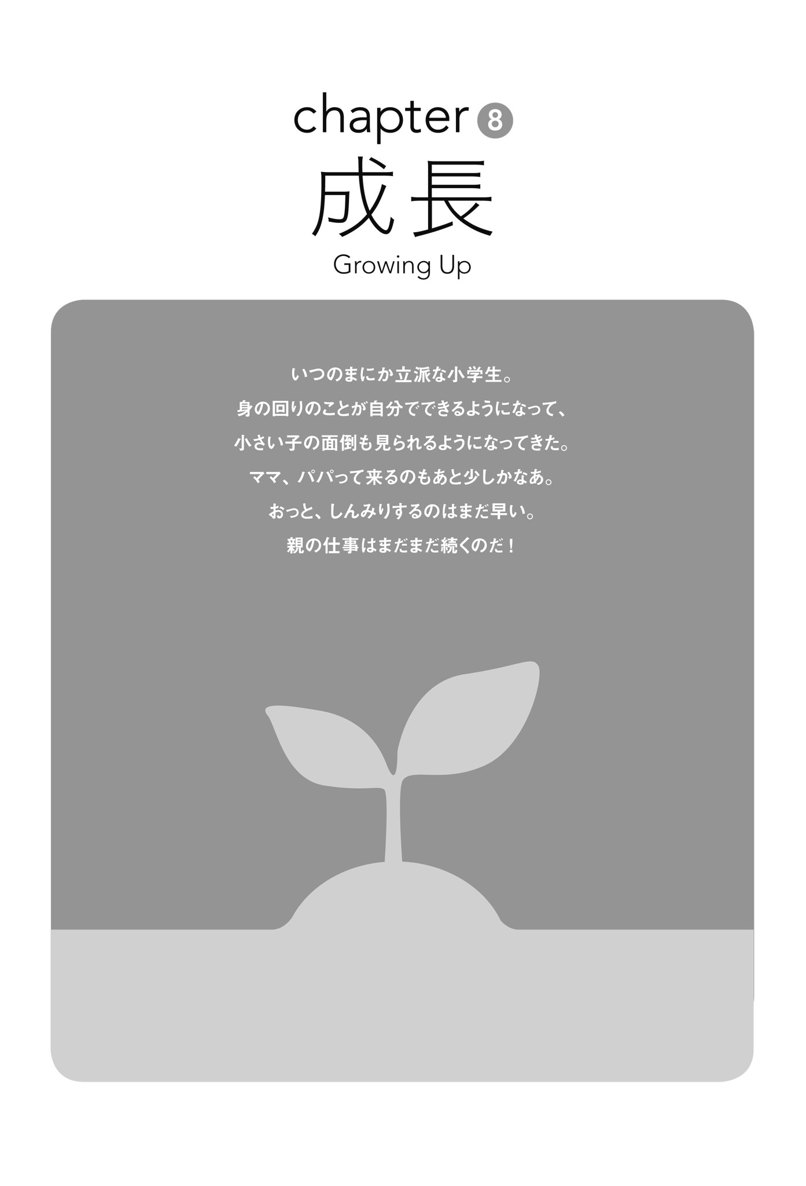 chapter 8
成長
Growing Up
いつのまにか立派な小学生。
身の回りのことが自分でできるようになって、
小さい子の面倒も見られるようになってきた。
ママ、パパって来るのもあと少しかなあ。
おっと、しんみりするのはまだ早い。
親の仕事はまだまだ続くのだ！